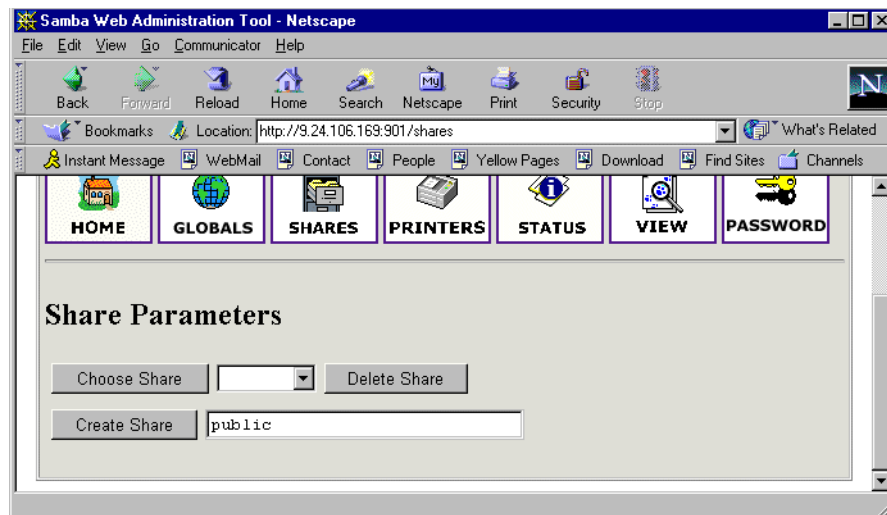 Samba Web Administration Tool - Netscape
File Edit View Go Communicator Help
My
Back Forward Reload Home Search Netscape Print Security Stop
N
Bookmarks Location: http://9.24.106.169:901/shares What's Related
Instant Message WebMail Contact People Yellow Pages Download Find Sites Channels
HOME GLOBALS SHARES PRINTERS STATUS VIEW PASSWORD
Share Parameters
Choose Share Delete Share
Create Share public